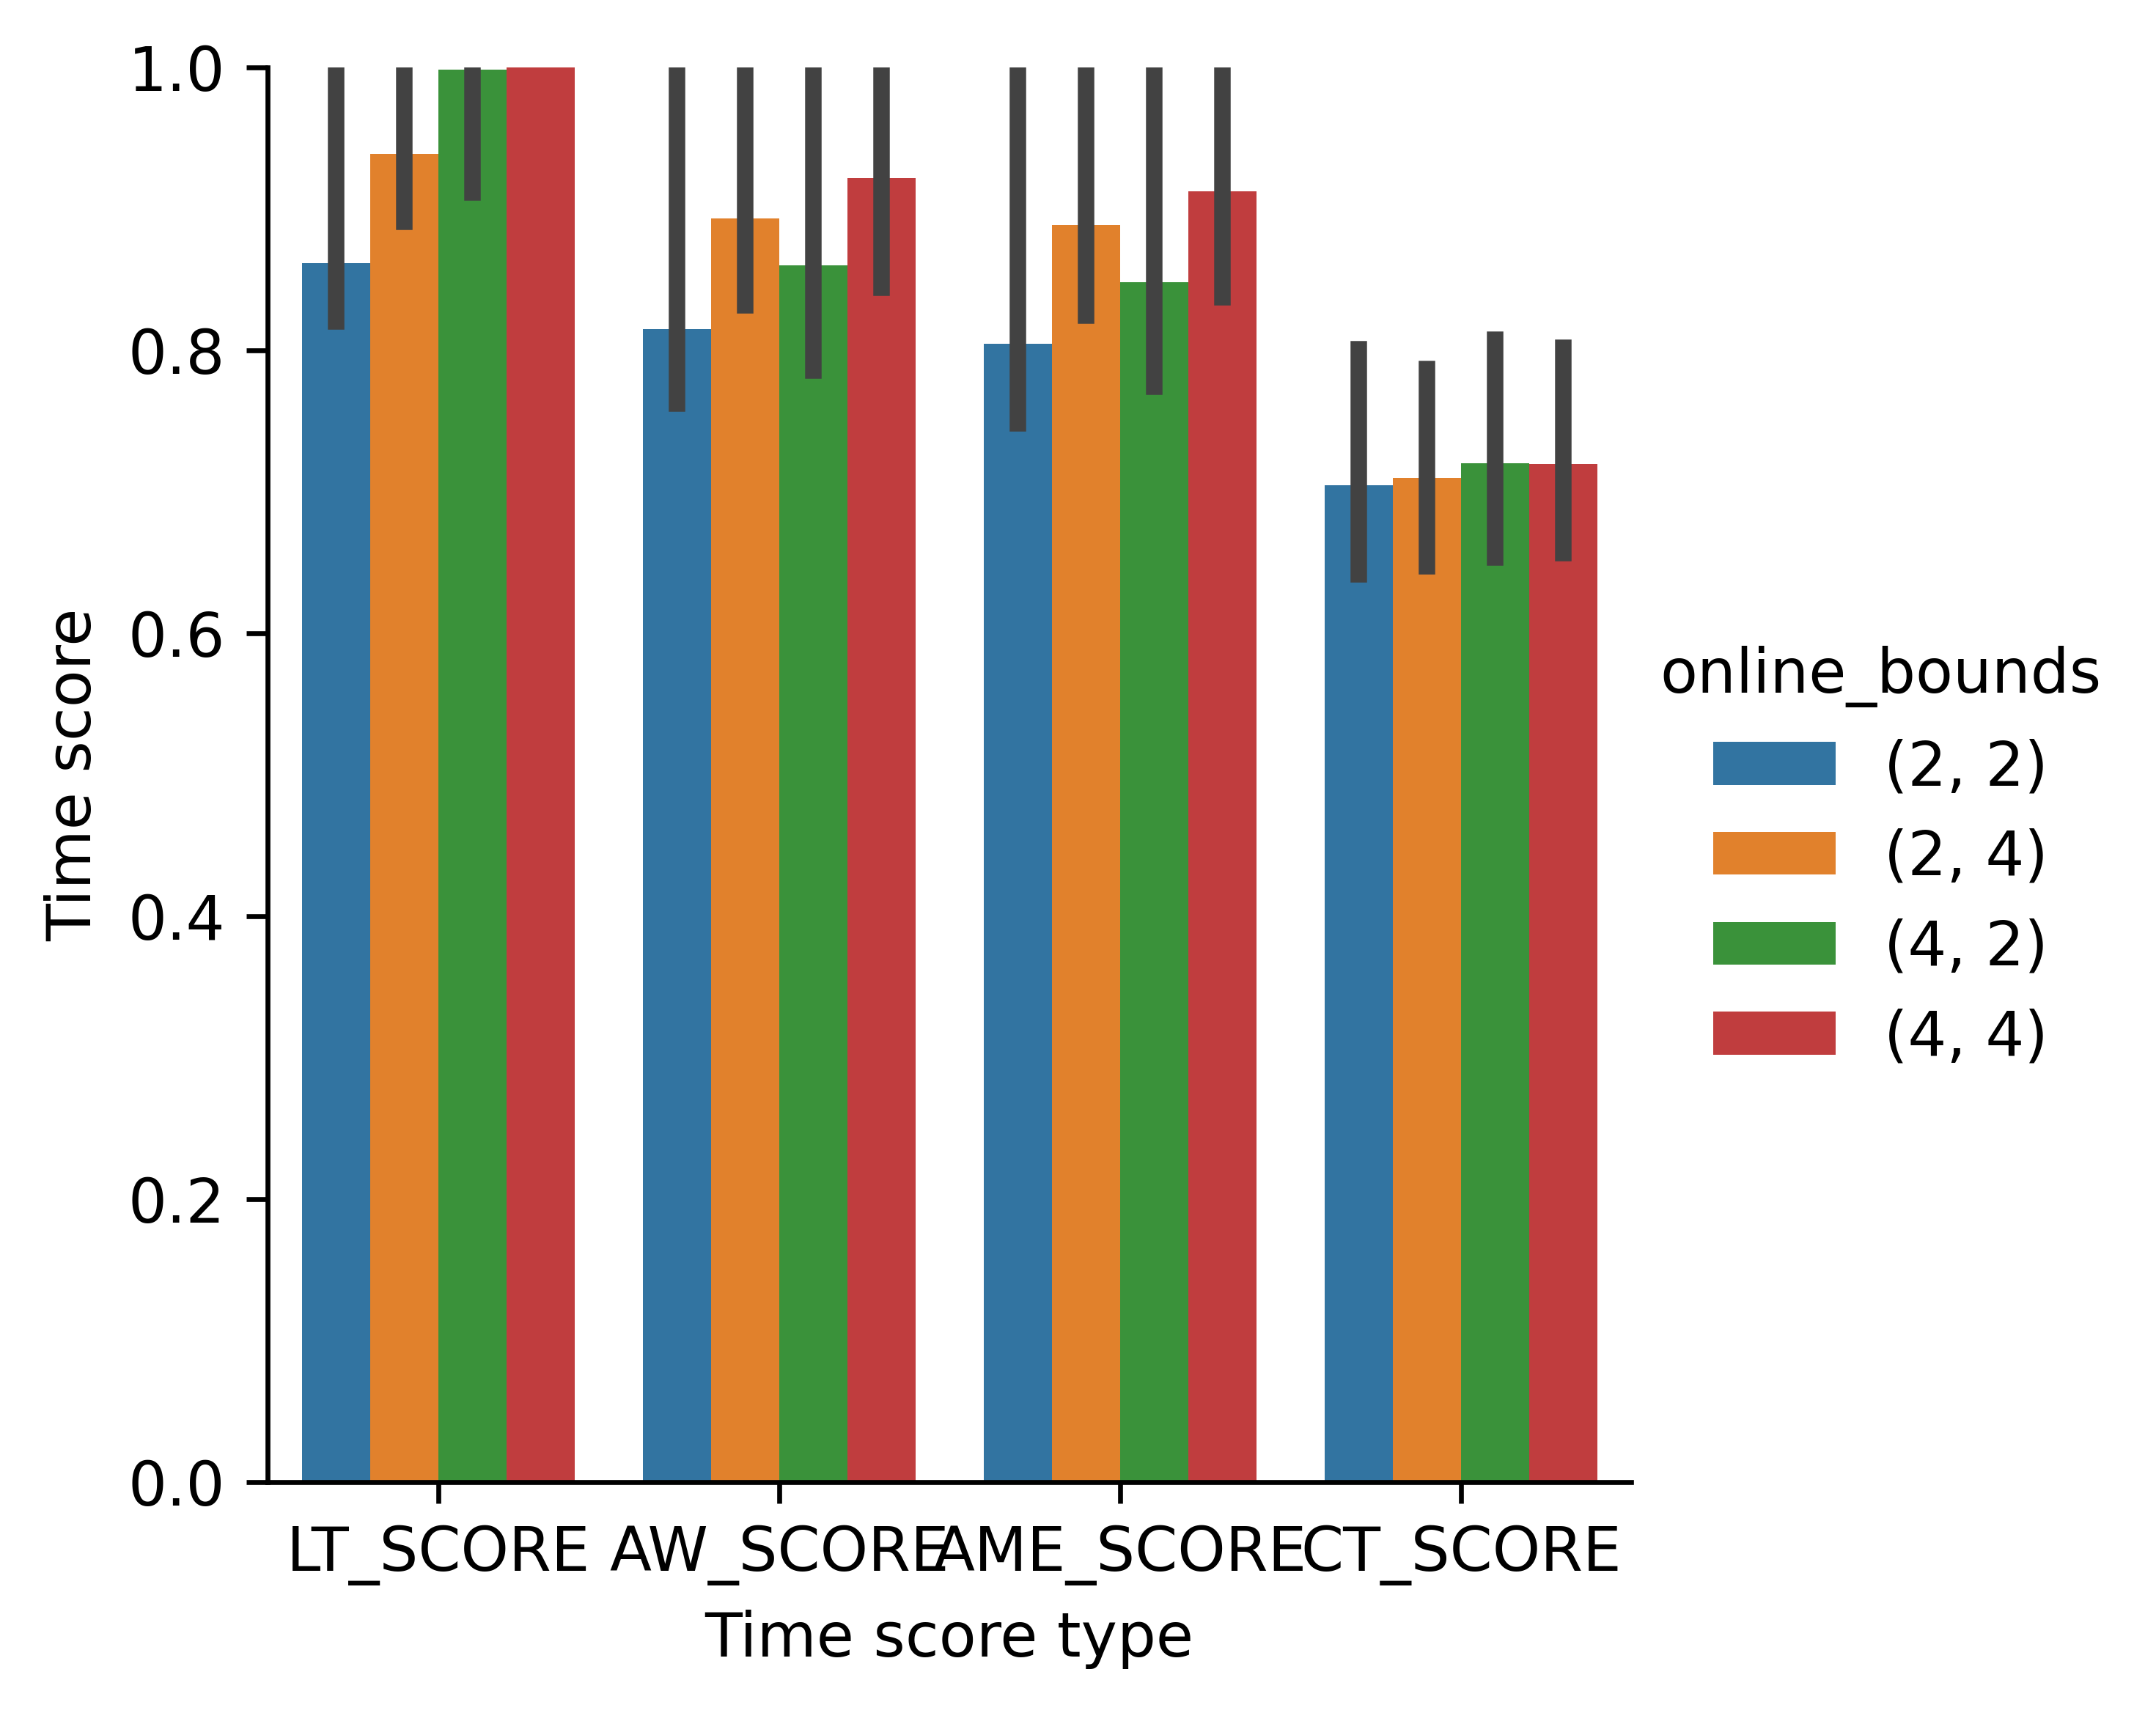 1.0
0.8
0.6
0.4
0.2
0.0
Time score
LT_SCORE AW_SCORE AME_SCORE CT_SCORE
Time score type
online_bounds
(2, 2)
(2, 4)
(4, 2)
(4, 4)